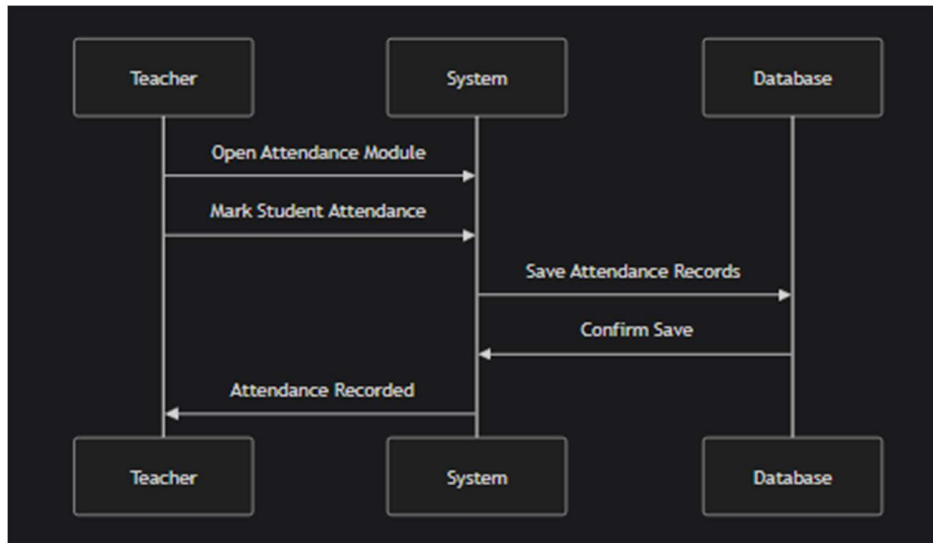 Teacher
System
Database
Open Attendance Module
Mark Student Attendance
Save Attendance Records
Confirm Save
Attendance Recorded
Teacher
System
Database